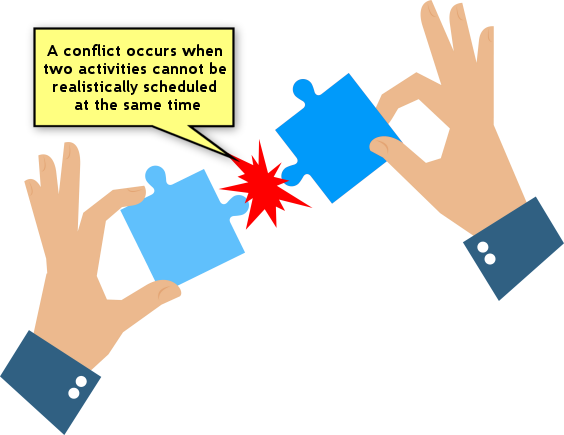 A conflict occurs when
two activities cannot be
realistically scheduled
at the same time